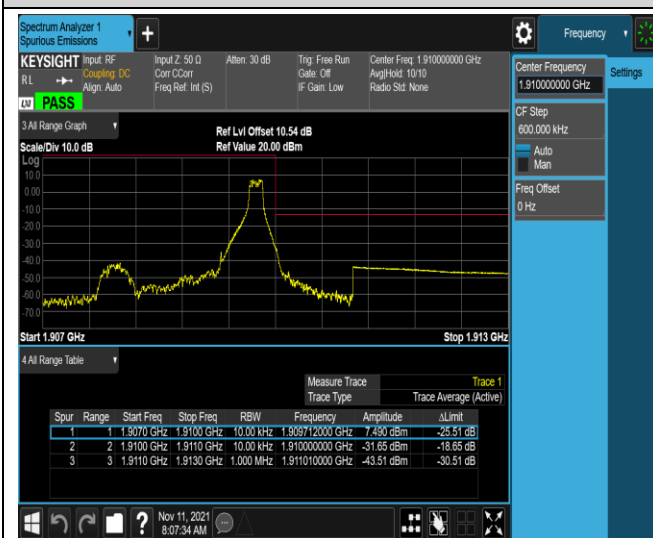 Spectrum Analyzer 1
Spurious Emissions
+
Frequency
KEYSIGHT
Input: RF
Coupling: DC
Align: Auto
Input Z: 50 Ω
Corr CCorr
Freq Ref: Int (S)
Atten: 30 dB
Trig: Free Run
Gate: Off
IF Gain: Low
Center Freq: 1.910000000 GHz
Avg|Hold: 10/10
Radio Std: None
R L
LXI
PASS
Center Frequency
1.910000000 GHz
Settings
CF Step
600.000 kHz
Auto
Man
Freq Offset
0 Hz
3 All Range Graph
Scale/Div 10.0 dB
Ref Lvl Offset 10.54 dB
Ref Value 20.00 dBm
Log
10.0
0.00
-10.0
-20.0
-30.0
-40.0
-50.0
-60.0
-70.0
Start 1.907 GHz
Stop 1.913 GHz
4 All Range Table
Measure Trace Trace 1
Trace Type Trace Average (Active)
Spur Range Start Freq Stop Freq RBW Frequency Amplitude ΔLimit
1 1 1.9070 GHz 1.9100 GHz 10.00 kHz 1.909712000 GHz 7.490 dBm -25.51 dB
2 2 1.9100 GHz 1.9110 GHz 10.00 kHz 1.910000000 GHz -31.65 dBm -18.65 dB
3 3 1.9110 GHz 1.9130 GHz 1.000 MHz 1.911010000 GHz -43.51 dBm -30.51 dB
?
Nov 11, 2021
8:07:34 AM